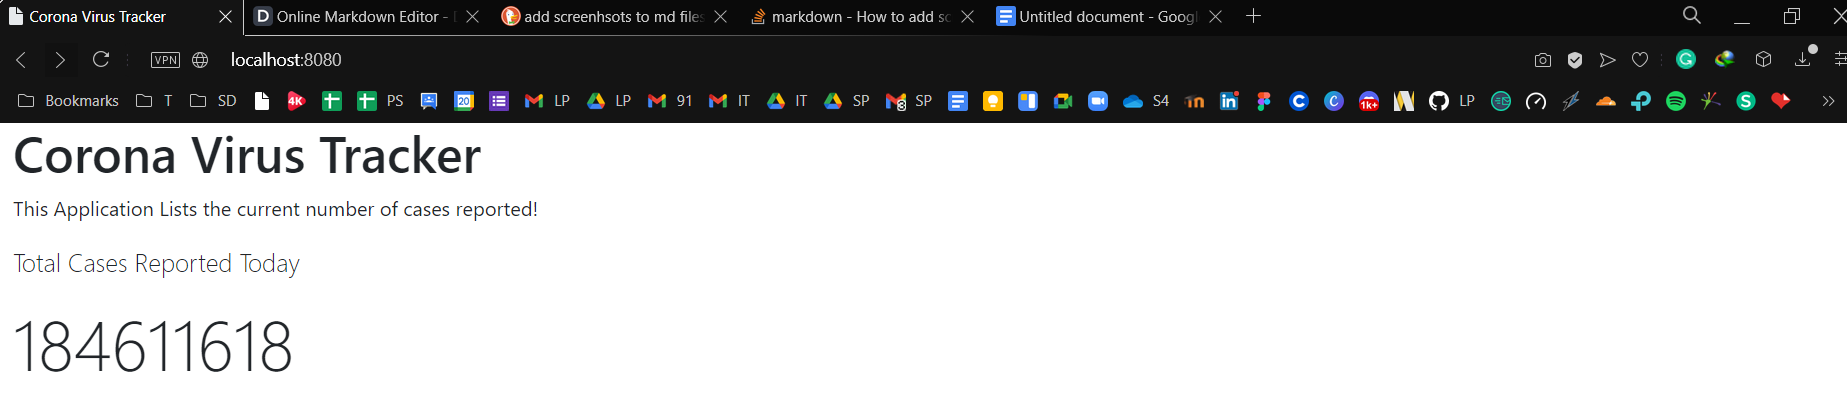 Corona Virus Tracker
Online Markdown Editor -
add screenhsots to md files
markdown - How to add sc
Untitled document - Googl
VPN
localhost:8080
Bookmarks T SD 4K PS 20 LP LP 91 IT IT SP 3 SP S4 m in C C 1k+ LP S
Corona Virus Tracker
This Application Lists the current number of cases reported!
Total Cases Reported Today
184611618